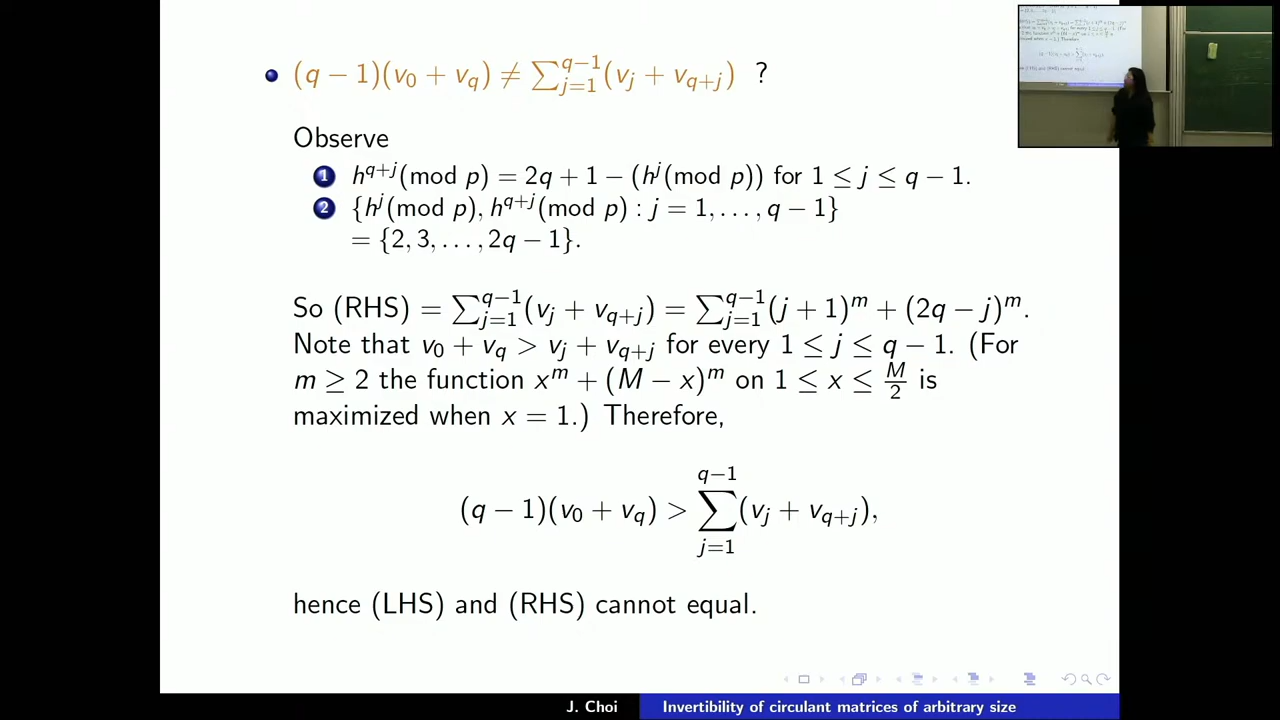 (q − 1)(v₀ + v_q) ≠ ∑_{j=1}^{q−1}(v_j + v_{q+j}) ?
Observe
1 h^{q+j}(mod p) = 2q + 1 − (h^j(mod p)) for 1 ≤ j ≤ q − 1.
2 {h^j(mod p), h^{q+j}(mod p) : j = 1, . . . , q − 1}
= {2, 3, . . . , 2q − 1}.
So (RHS) = ∑_{j=1}^{q−1}(v_j + v_{q+j}) = ∑_{j=1}^{q−1}(j + 1)^m + (2q − j)^m.
Note that v₀ + v_q > v_j + v_{q+j} for every 1 ≤ j ≤ q − 1. (For
m ≥ 2 the function x^m + (M − x)^m on 1 ≤ x ≤ M/2 is
maximized when x = 1.) Therefore,
(q − 1)(v₀ + v_q) > ∑_{j=1}^{q−1}(v_j + v_{q+j}),
hence (LHS) and (RHS) cannot equal.
J. Choi Invertibility of circulant matrices of arbitrary size